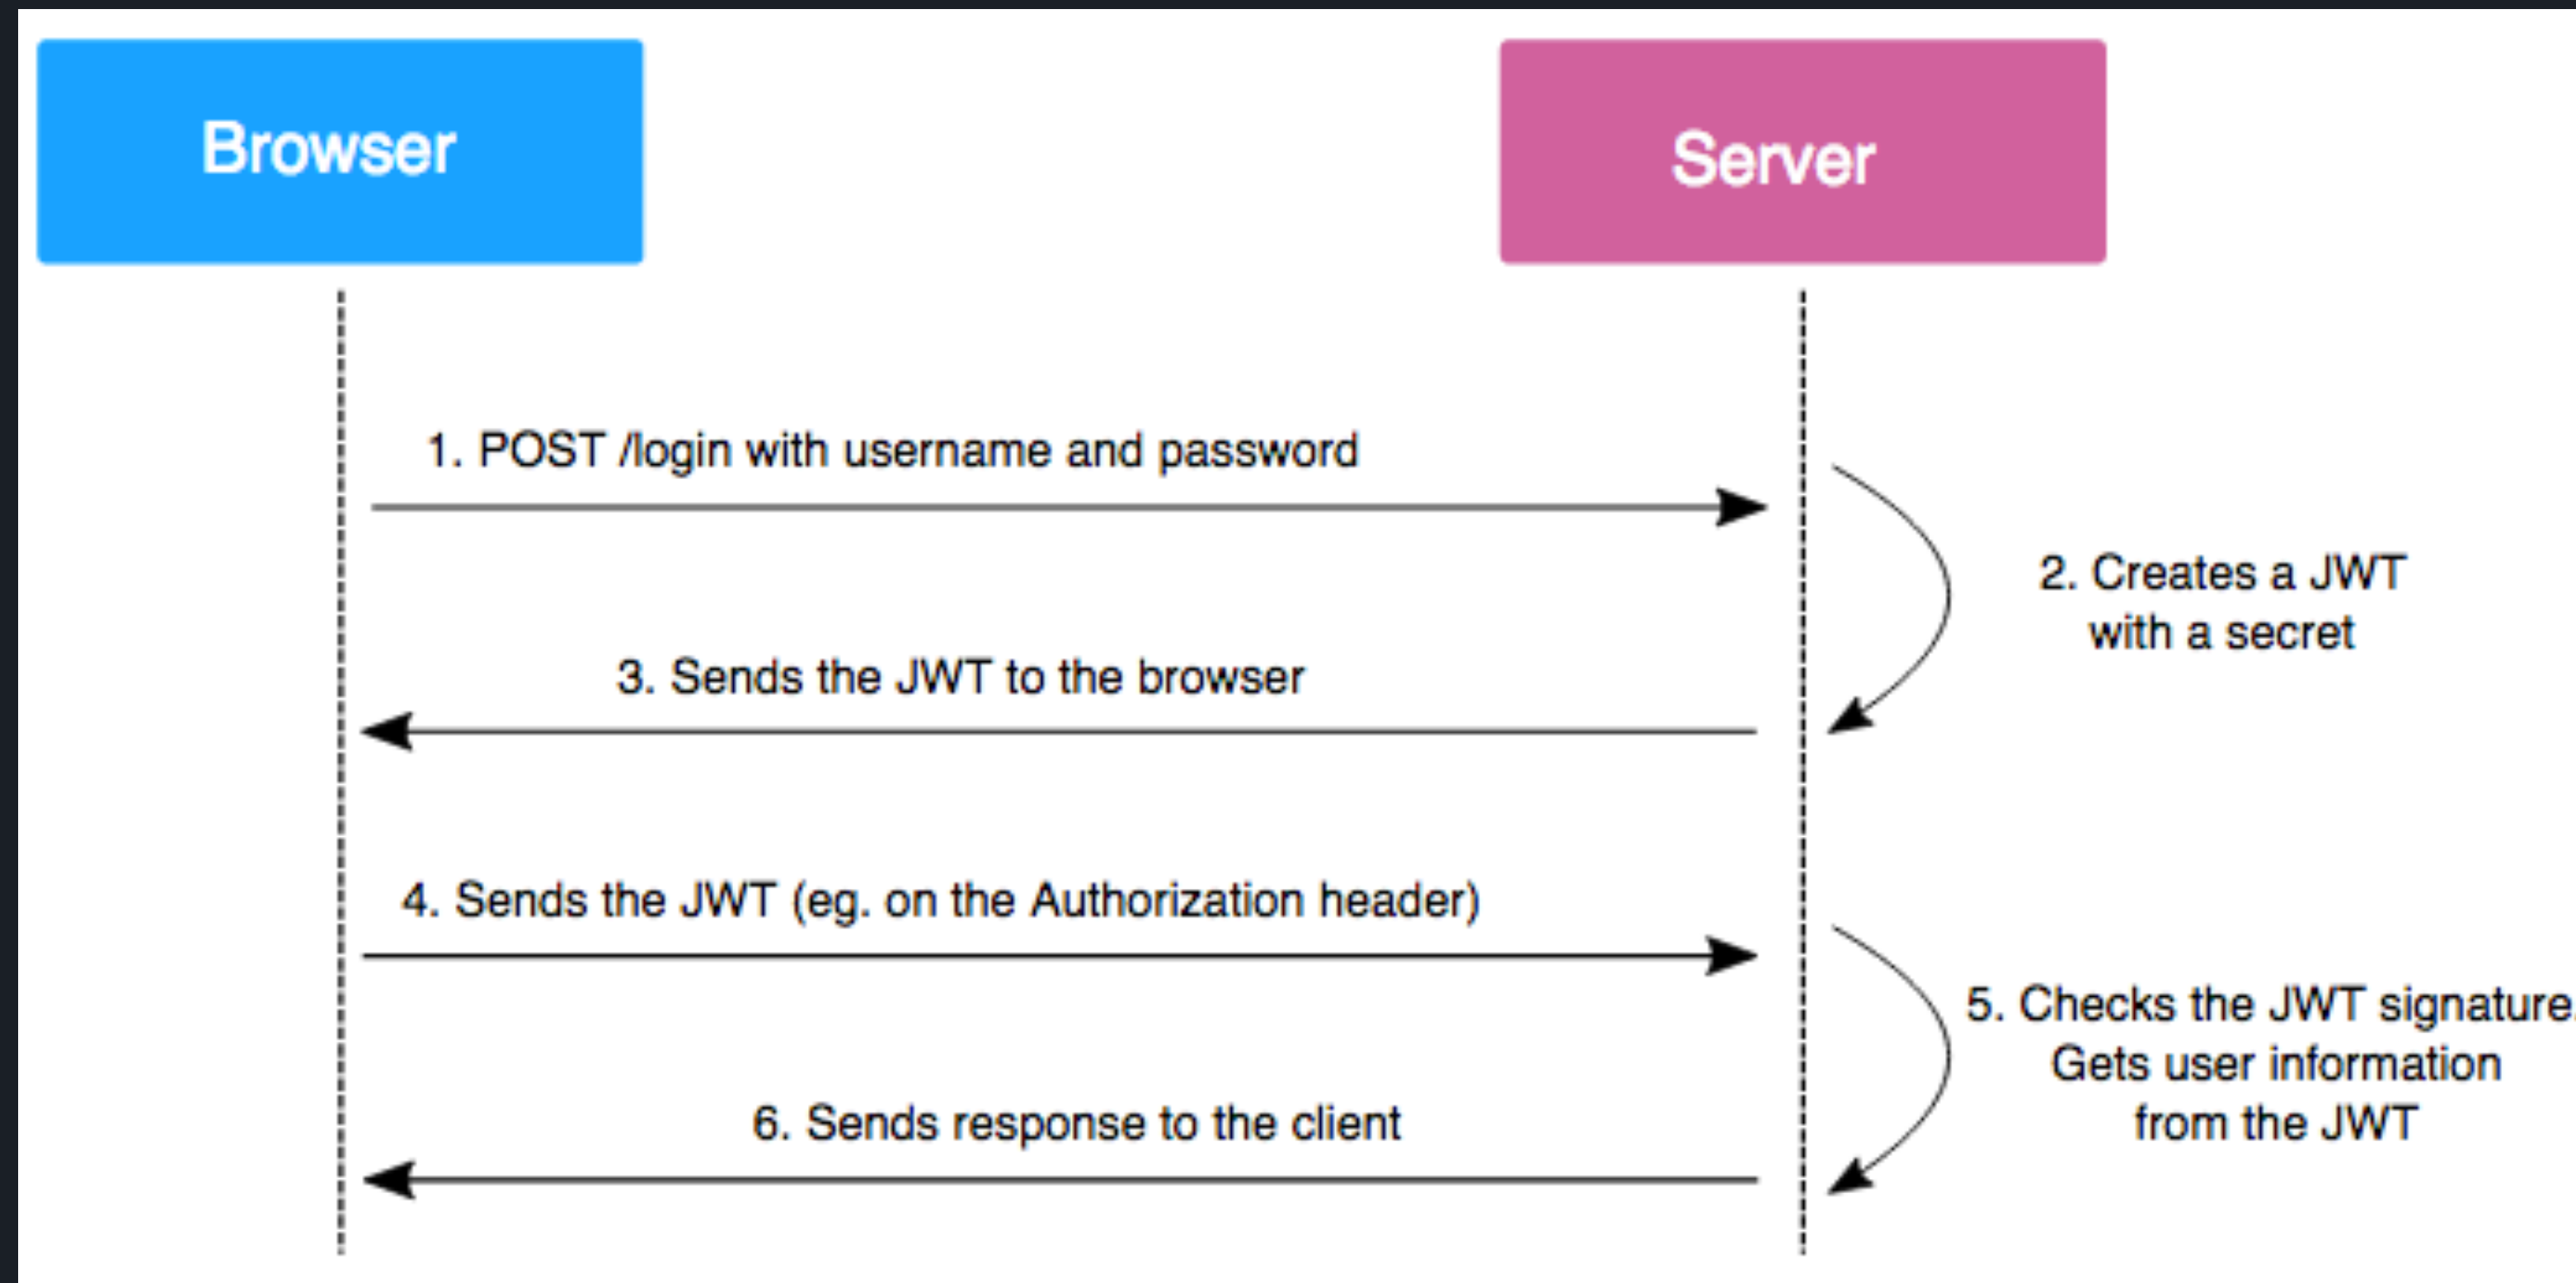 Browser
Server
1. POST /login with username and password
2. Creates a JWT
with a secret
3. Sends the JWT to the browser
4. Sends the JWT (eg. on the Authorization header)
5. Checks the JWT signature.
Gets user information
from the JWT
6. Sends response to the client